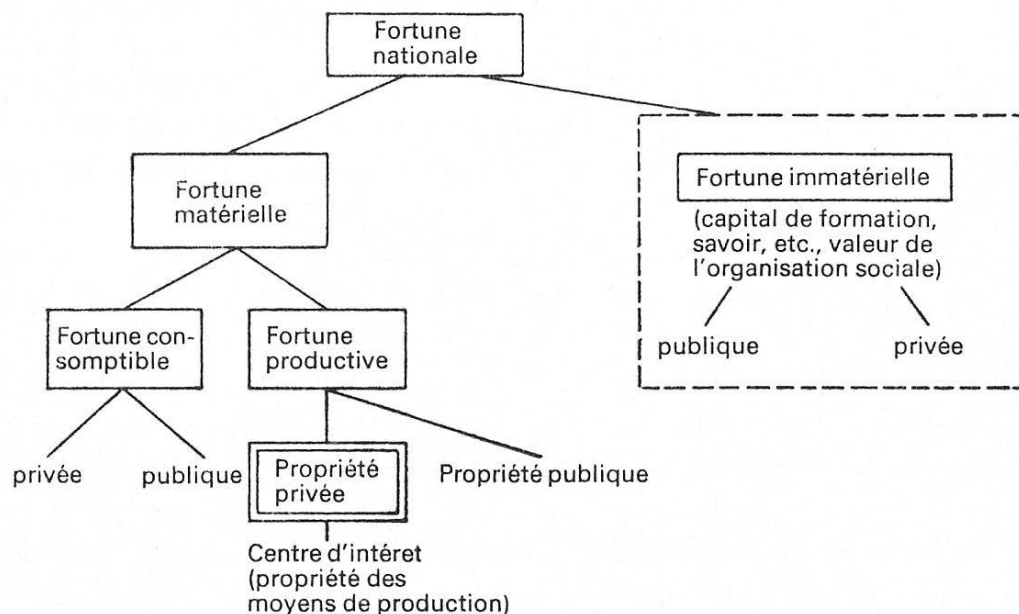 Fortune
nationale
Fortune
matérielle
Fortune immatérielle
(capital de formation,
savoir, etc., valeur de
l'organisation sociale)
publique
privée
Fortune con-
somptible
Fortune
productive
privée
publique
Propriété
privée
Propriété publique
Centre d'intéret
(propriété des
moyens de production)